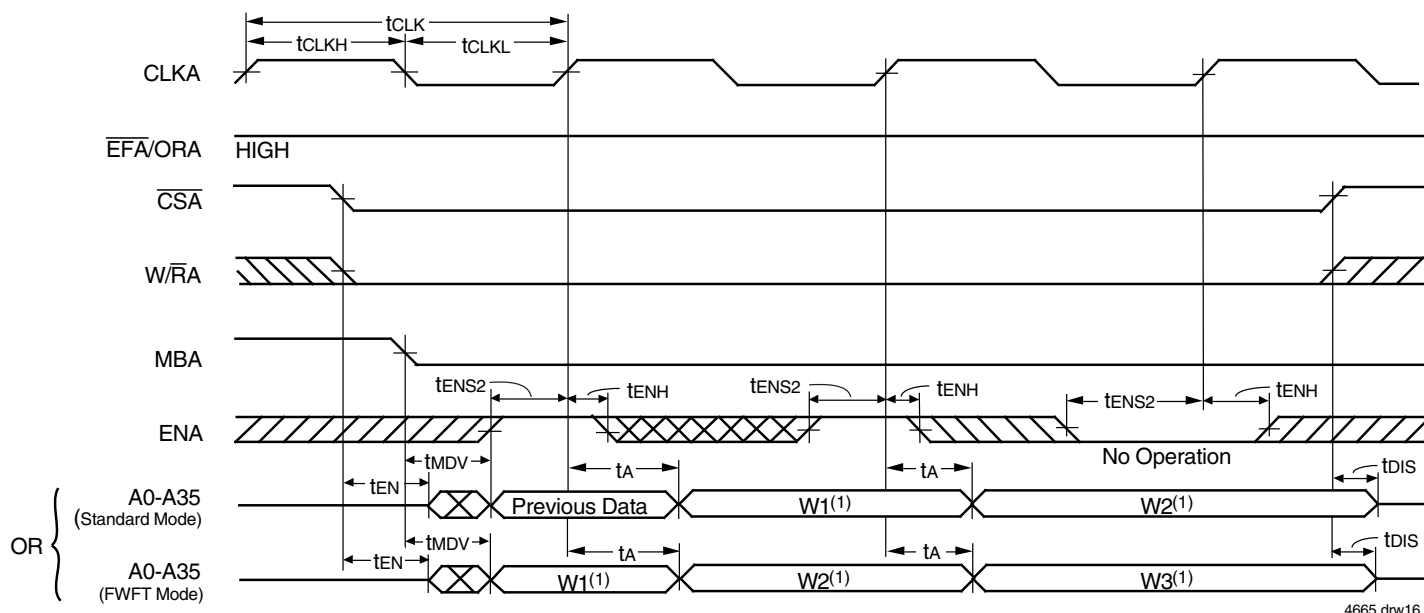 tCLK
tCLKH tCLKL
CLKA
EFA/ORA HIGH
CSA
W/RA
MBA
tENS2 tENH tENS2 tENH tENS2 tENH
ENA
No Operation
tMDV tA tA tDIS
tEN
A0-A35 (Standard Mode) Previous Data W1(1) W2(1)
OR
tMDV tA tA tDIS
tEN
A0-A35 (FWFT Mode) W1(1) W2(1) W3(1)
4665 drw16